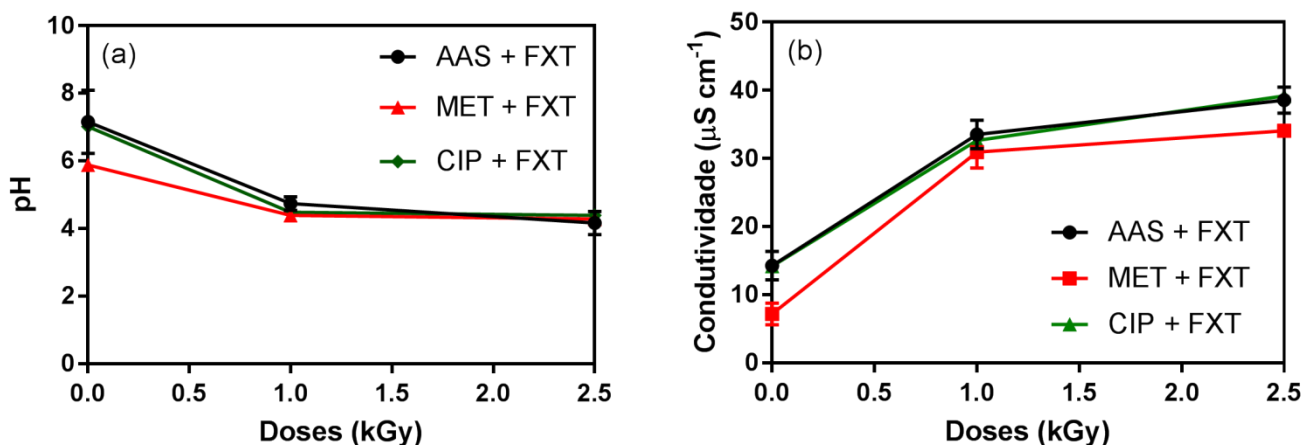 (a)
AAS + FXT
MET + FXT
CIP + FXT
pH
10
8
6
4
2
0
0.0 0.5 1.0 1.5 2.0 2.5
Doses (kGy)
(b)
AAS + FXT
MET + FXT
CIP + FXT
Condutividade (µS cm⁻¹)
50
40
30
20
10
0
0.0 0.5 1.0 1.5 2.0 2.5
Doses (kGy)